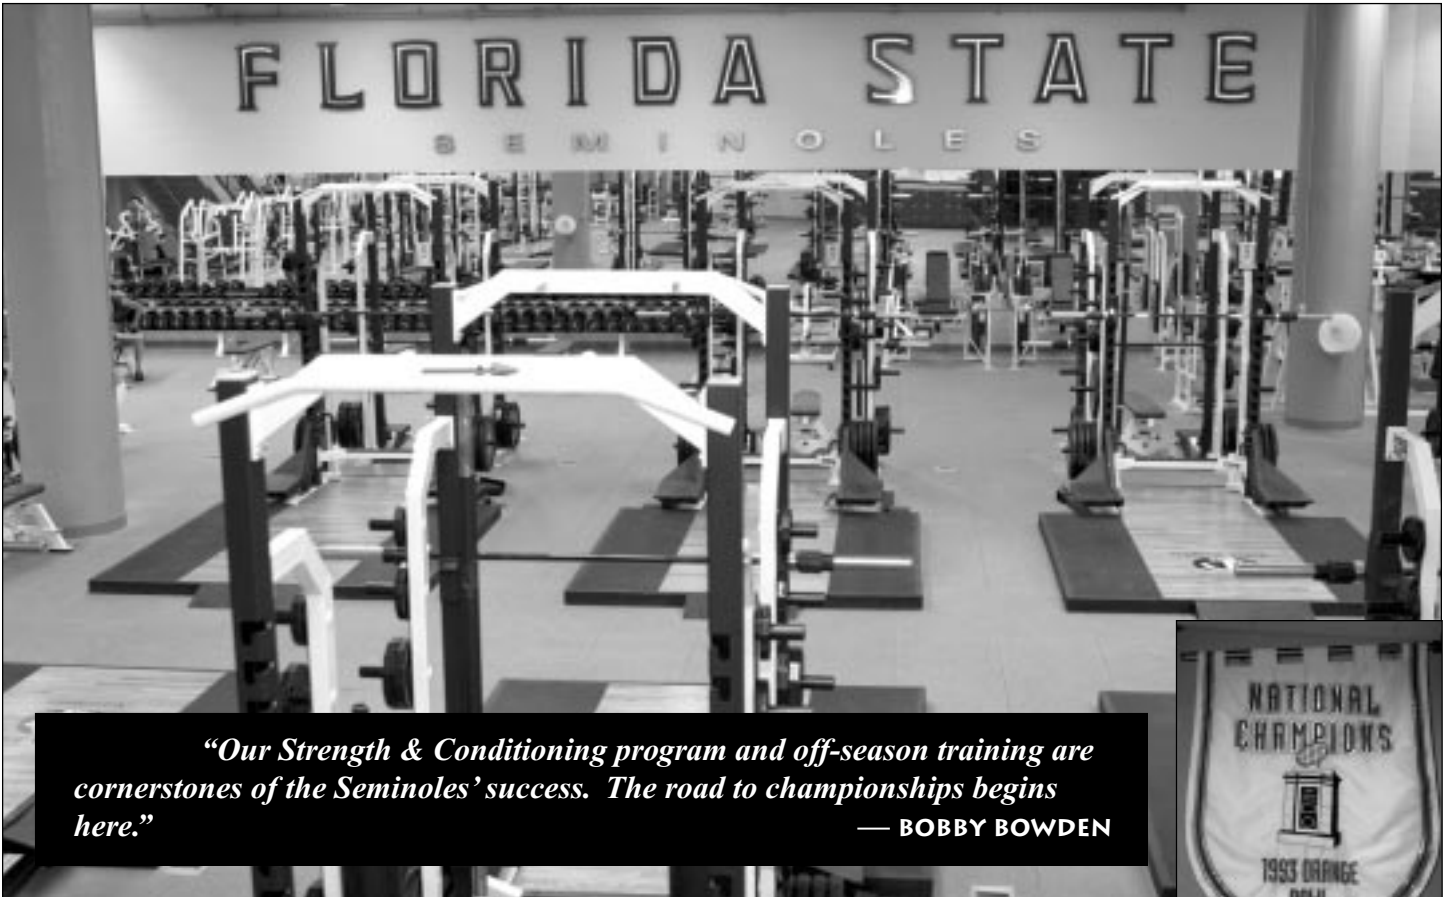 FLORIDA STATE
SEMINOLES
“Our Strength & Conditioning program and off-season training are
cornerstones of the Seminoles’ success.  The road to championships begins
here.” — BOBBY BOWDEN
NATIONAL
CHAMPIONS
1993 ORANGE
BOWL